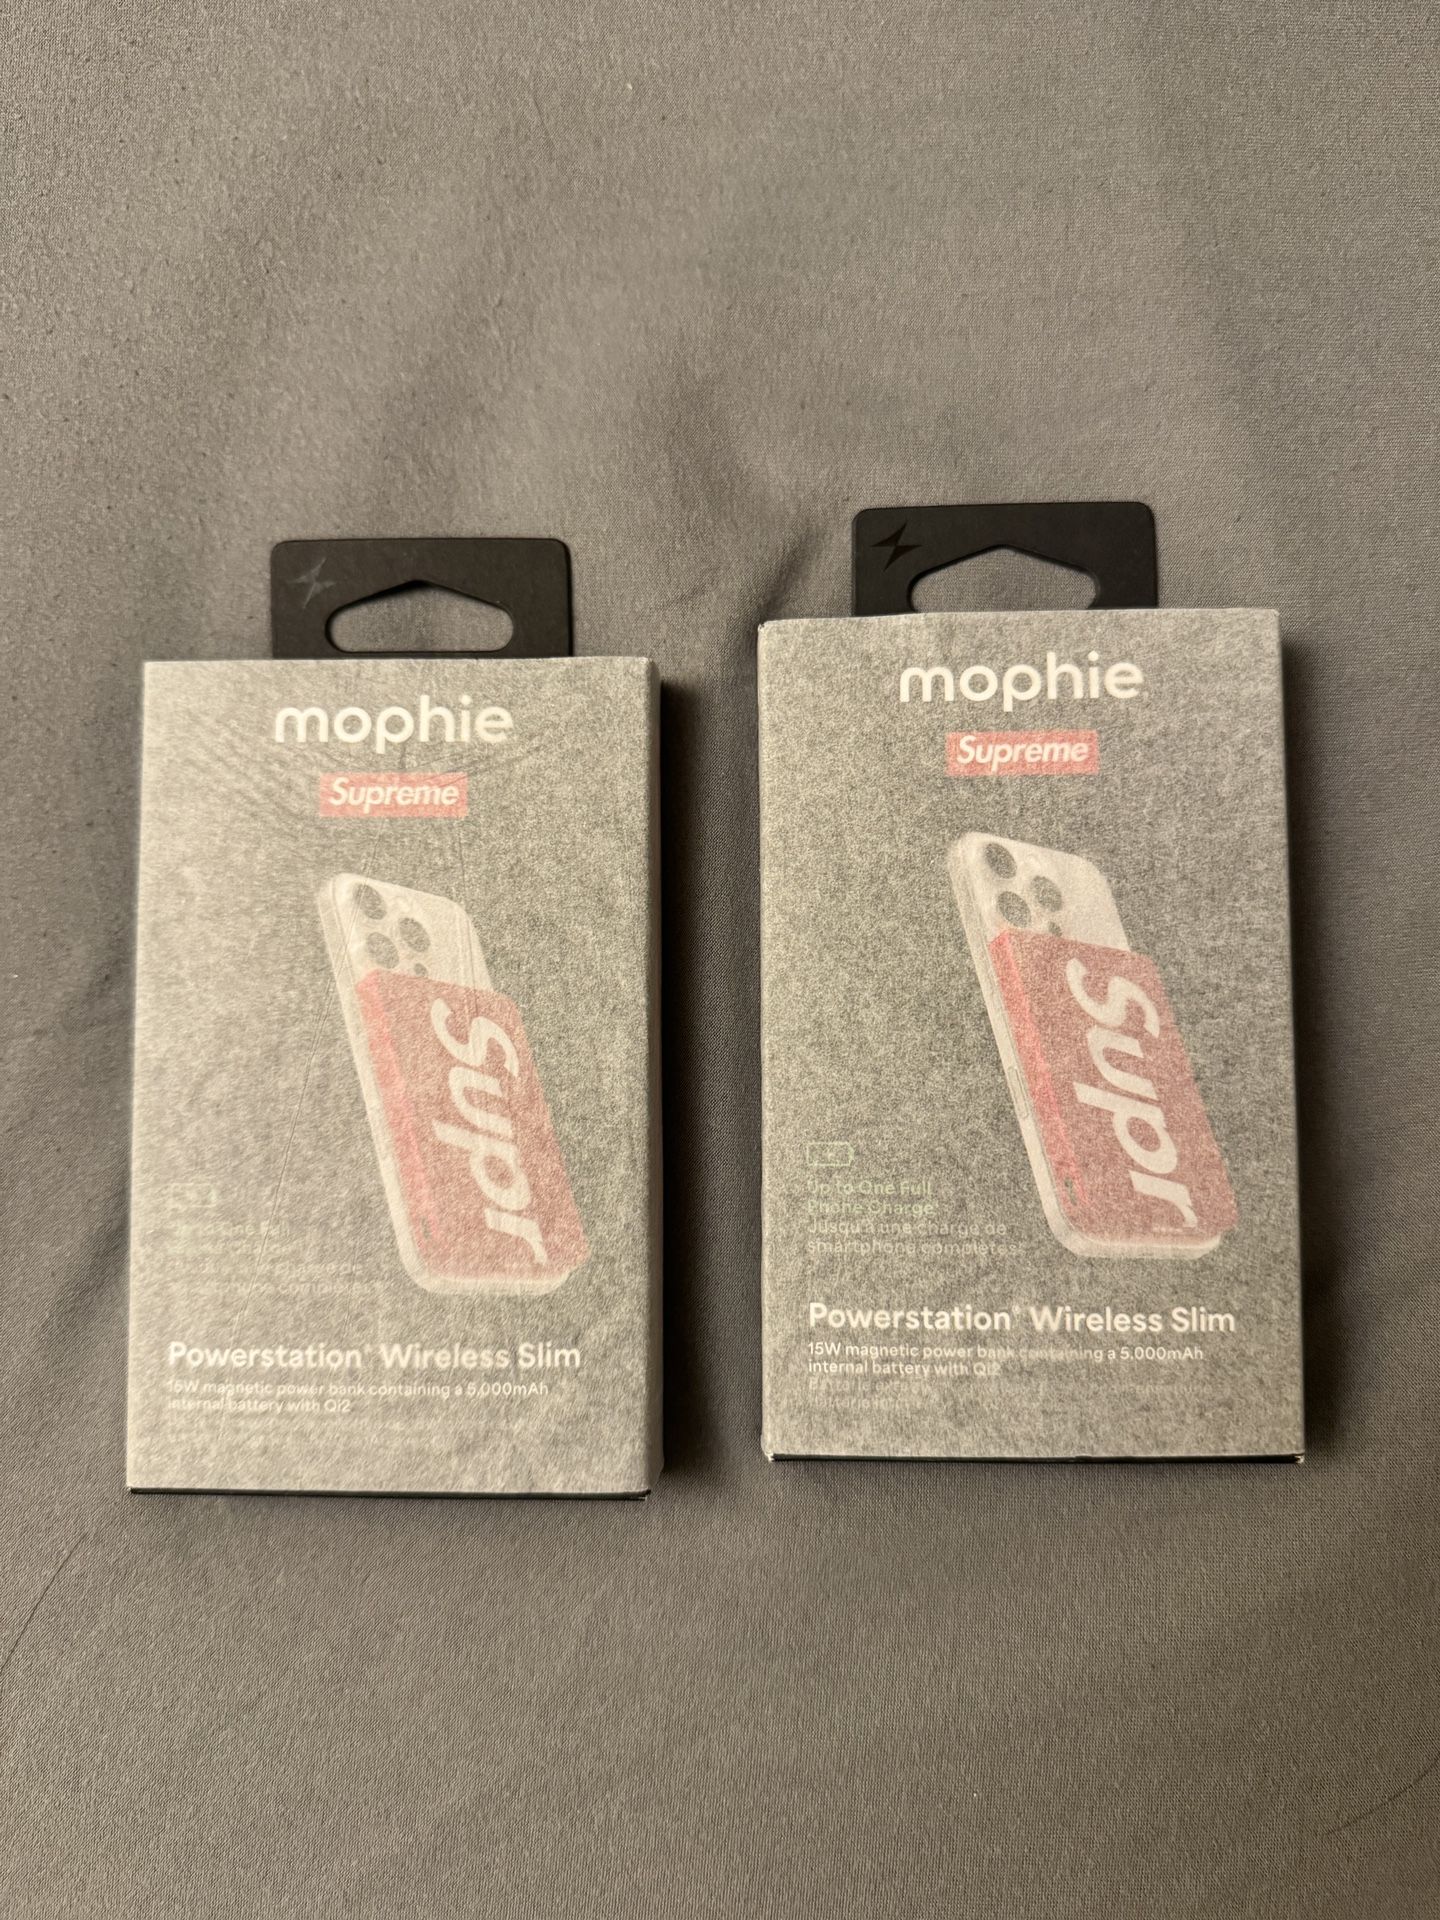 mophie
Supreme
Supr
Full
Powerstation® Wireless Slim
15W magnetic power bank containing a 5,000mAh
internal battery with Qi2
mophie
Supreme
Supr
Up to One Full
Phone Charge
Jusqu'à une charge de
smartphone complètes
Powerstation® Wireless Slim
15W magnetic power bank containing a 5,000mAh
internal battery with Qi2